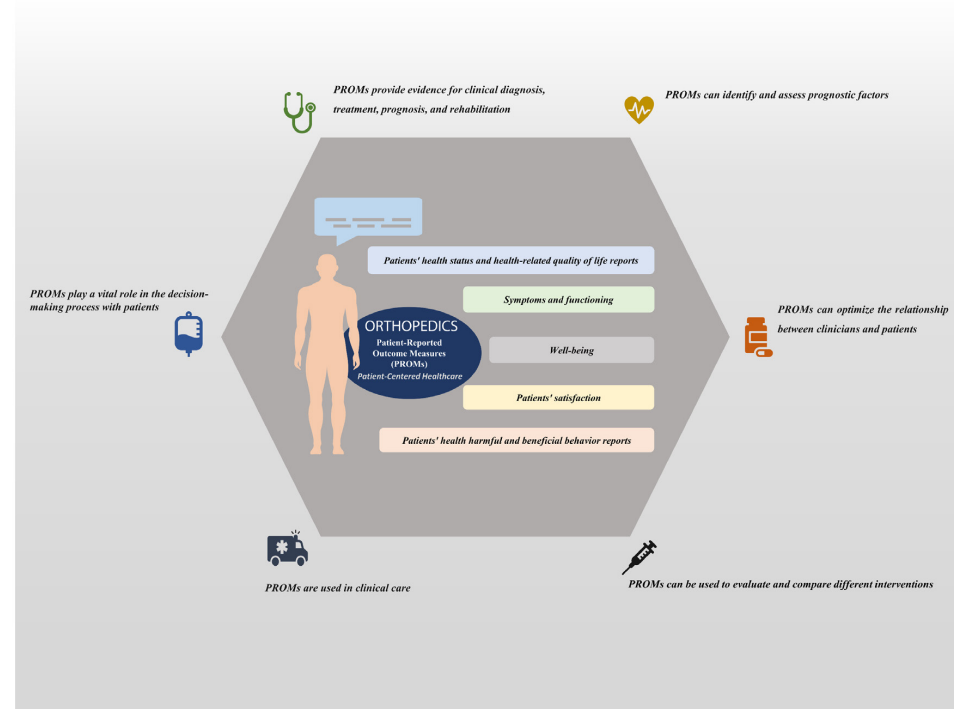 PROMs provide evidence for clinical diagnosis,
treatment, prognosis, and rehabilitation
PROMs can identify and assess prognostic factors
Patients' health status and health-related quality of life reports
PROMs play a vital role in the decision-
making process with patients
Symptoms and functioning
PROMs can optimize the relationship
between clinicians and patients
ORTHOPEDICS
Patient-Reported
Outcome Measures
(PROMs)
Patient-Centered Healthcare
Well-being
Patients' satisfaction
Patients' health harmful and beneficial behavior reports
PROMs are used in clinical care
PROMs can be used to evaluate and compare different interventions